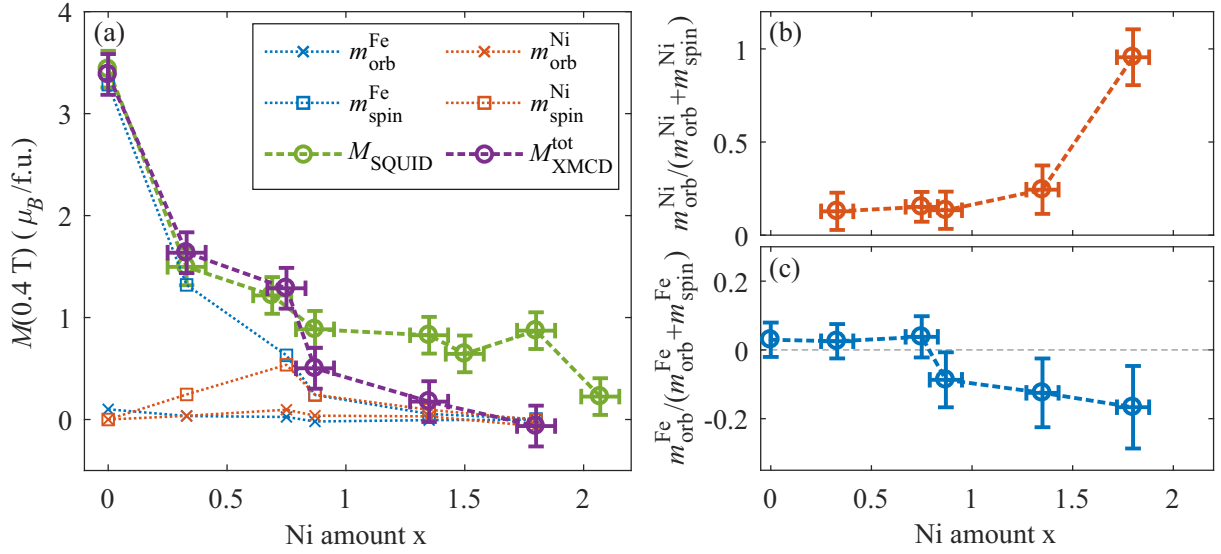 (a)
m_orb^Fe m_orb^Ni
m_spin^Fe m_spin^Ni
M_SQUID M_XMCD^tot
M(0.4 T) ( μ_B/f.u.)
4
3
2
1
0
0 0.5 1 1.5 2
Ni amount x
(b)
m_orb^Ni/(m_orb^Ni+m_spin^Ni)
1
0.5
0
(c)
m_orb^Fe/(m_orb^Fe+m_spin^Fe)
0.2
0
-0.2
0 0.5 1 1.5 2
Ni amount x